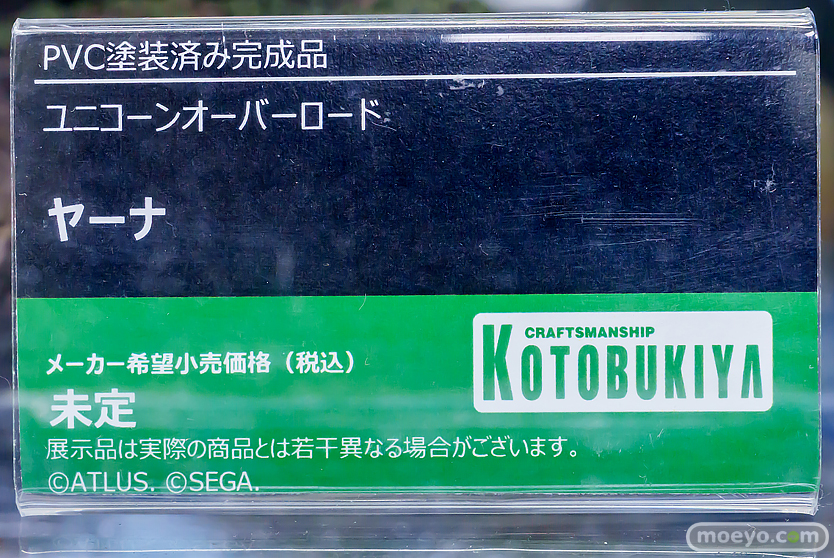 PVC塗装済み完成品
ユニコーンオーバーロード
ヤーナ
メーカー希望小売価格（税込）
未定
展示品は実際の商品とは若干異なる場合がございます。
©ATLUS. ©SEGA.
CRAFTSMANSHIP
KOTOBUKIYA
moeyo.com